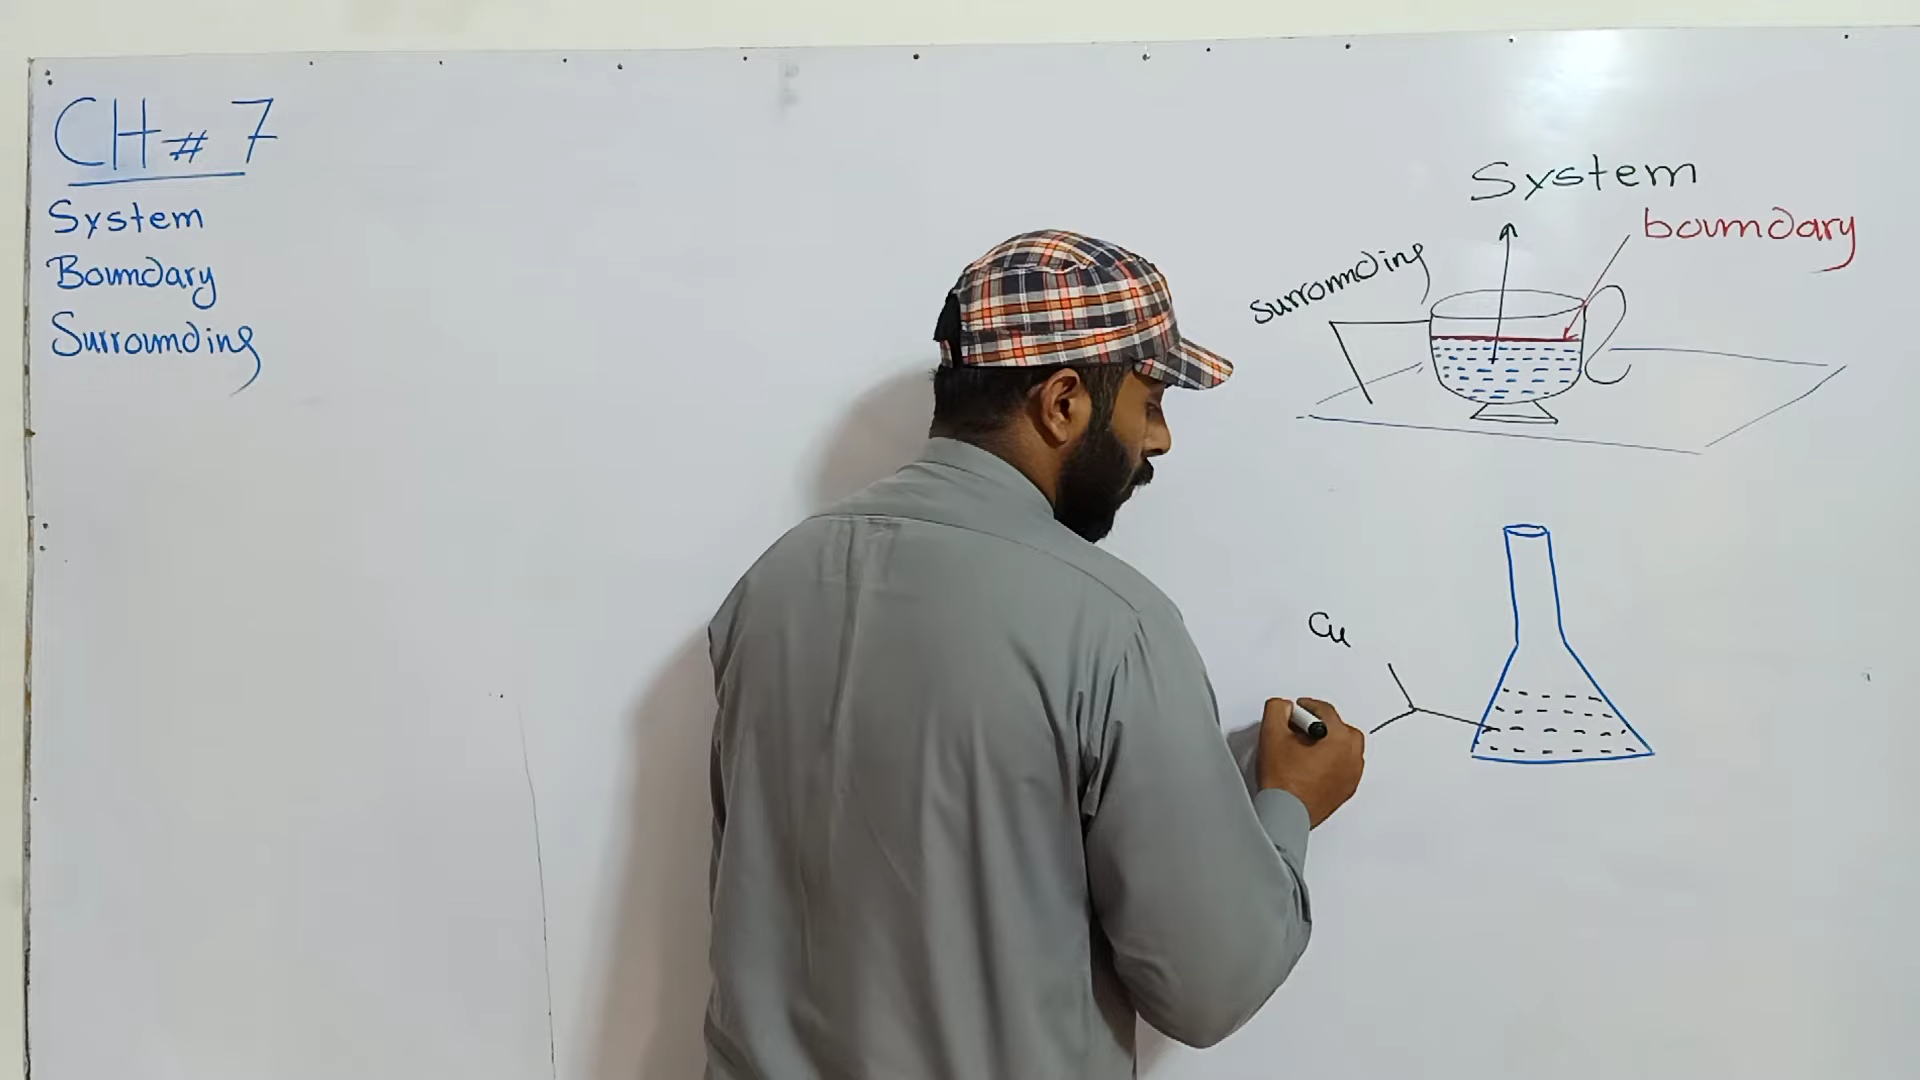 CH # 7
System
Boundary
Surrounding
System
boundary
surrounding
Cu